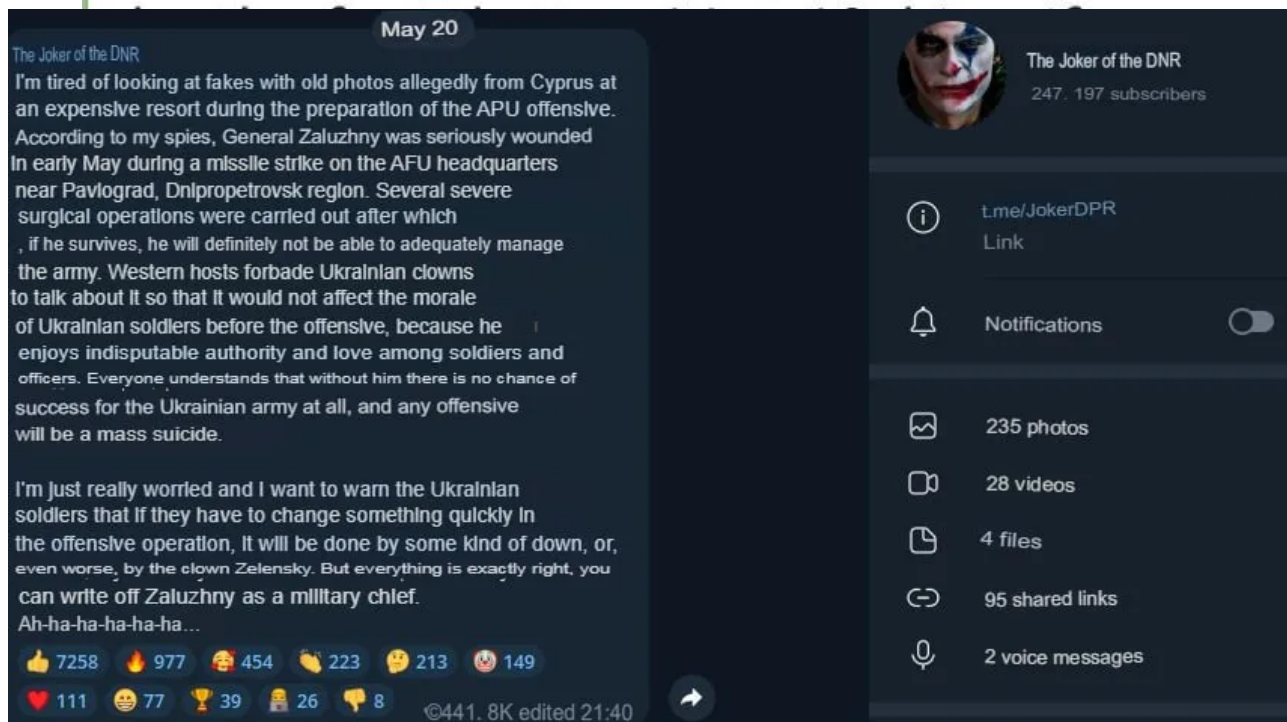 May 20
The Joker of the DNR
I'm tired of looking at fakes with old photos allegedly from Cyprus at
an expensive resort during the preparation of the APU offensive.
According to my spies, General Zaluzhny was seriously wounded
In early May during a missile strike on the AFU headquarters
near Pavlograd, Dnipropetrovsk region. Several severe
surgical operations were carried out after which
, if he survives, he will definitely not be able to adequately manage
the army. Western hosts forbade Ukrainian clowns
to talk about it so that it would not affect the morale
of Ukrainian soldiers before the offensive, because he
enjoys indisputable authority and love among soldiers and
officers. Everyone understands that without him there is no chance of
success for the Ukrainian army at all, and any offensive
will be a mass suicide.
I'm just really worried and I want to warn the Ukrainian
soldiers that if they have to change something quickly in
the offensive operation, it will be done by some kind of down, or,
even worse, by the clown Zelensky. But everything is exactly right, you
can write off Zaluzhny as a military chief.
Ah-ha-ha-ha-ha-ha...
7258 977 454 223 213 149
111 77 39 26 8
©441. 8K edited 21:40
The Joker of the DNR
247. 197 subscribers
t.me/JokerDPR
Link
Notifications
235 photos
28 videos
4 files
95 shared links
2 voice messages